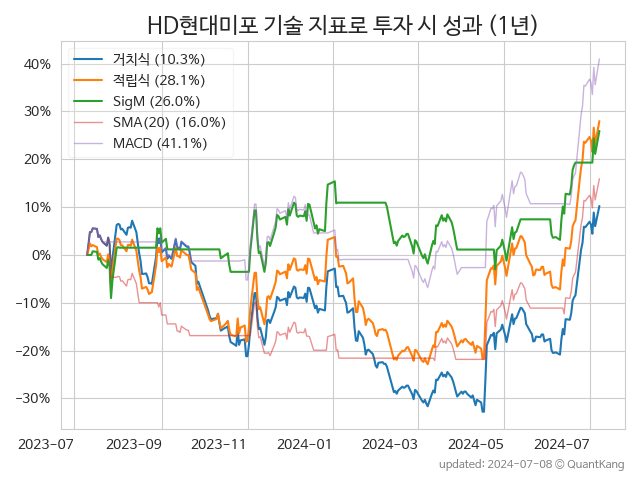 HD현대미포 기술 지표로 투자 시 성과 (1년)
거치식 (10.3%)
적립식 (28.1%)
SigM (26.0%)
SMA(20) (16.0%)
MACD (41.1%)
40%
30%
20%
10%
0%
−10%
−20%
−30%
2023-07 2023-09 2023-11 2024-01 2024-03 2024-05 2024-07
updated: 2024-07-08 © QuantKang